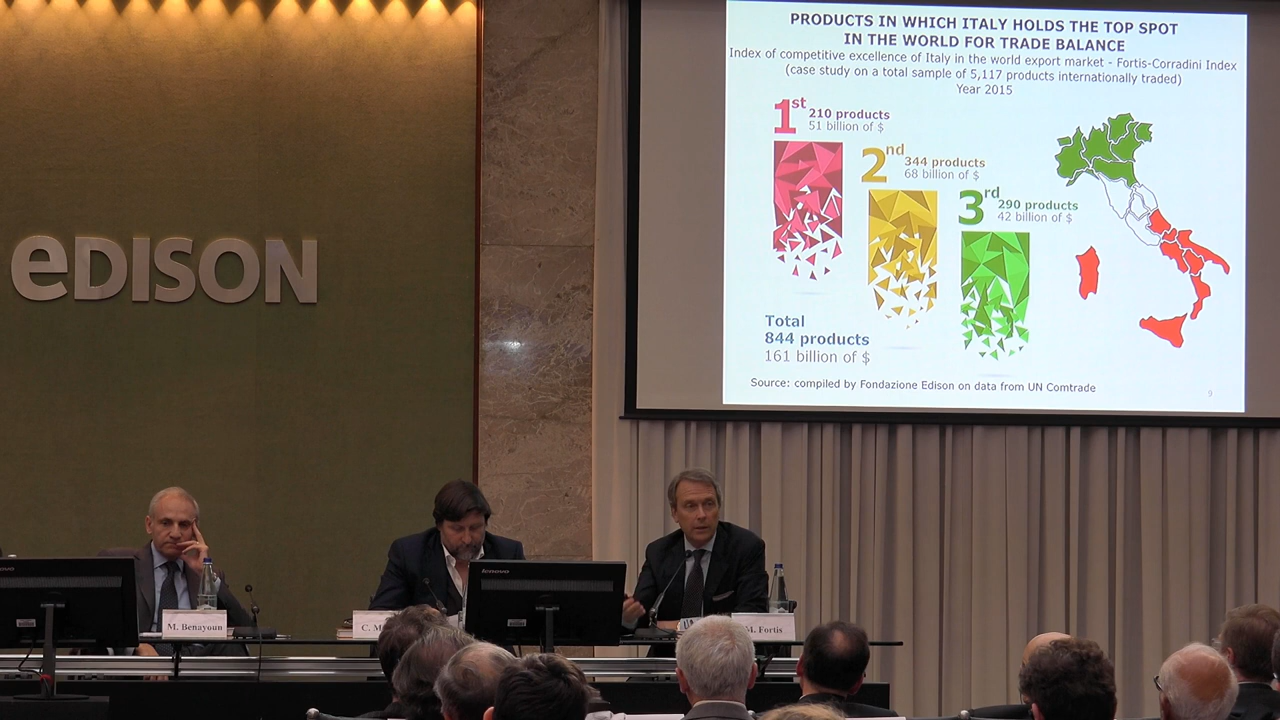 eDISON
PRODUCTS IN WHICH ITALY HOLDS THE TOP SPOT
IN THE WORLD FOR TRADE BALANCE
Index of competitive excellence of Italy in the world export market - Fortis-Corradini Index
(case study on a total sample of 5,117 products internationally traded)
Year 2015
1st
210 products
51 billion of $
2nd
344 products
68 billion of $
3rd
290 products
42 billion of $
Total
844 products
161 billion of $
Source: compiled by Fondazione Edison on data from UN Comtrade
9
lenovo
M. Benayoun
C. M
M. Fortis